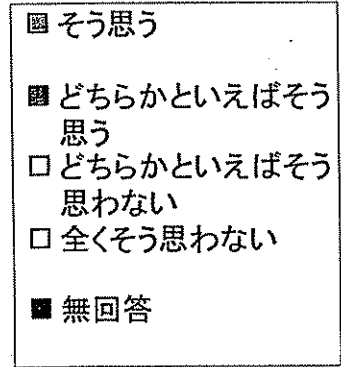 そう思う
どちらかといえばそう
思う
どちらかといえばそう
思わない
全くそう思わない
無回答